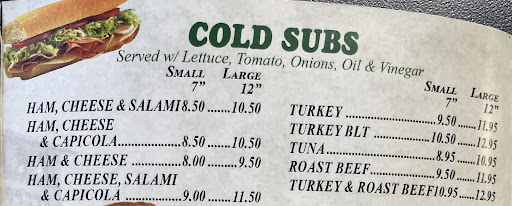 COLD SUBS
Served w/ Lettuce, Tomato, Onions, Oil & Vinegar
SMALL LARGE
7" 12"
HAM, CHEESE & SALAMI 8.50 ......10.50
HAM, CHEESE
& CAPICOLA................8.50 ......10.50
HAM & CHEESE ............ 8.00 ......9.50
HAM, CHEESE, SALAMI
& CAPICOLA ...............9.00 ......11.50
SMALL LARGE
7" 12"
TURKEY .......................9.50 ......11.95
TURKEY BLT ................10.50 ......12.95
TUNA............................8.95 ......10.95
ROAST BEEF..................9.50 ......11.95
TURKEY & ROAST BEEF 10.95 ......12.95